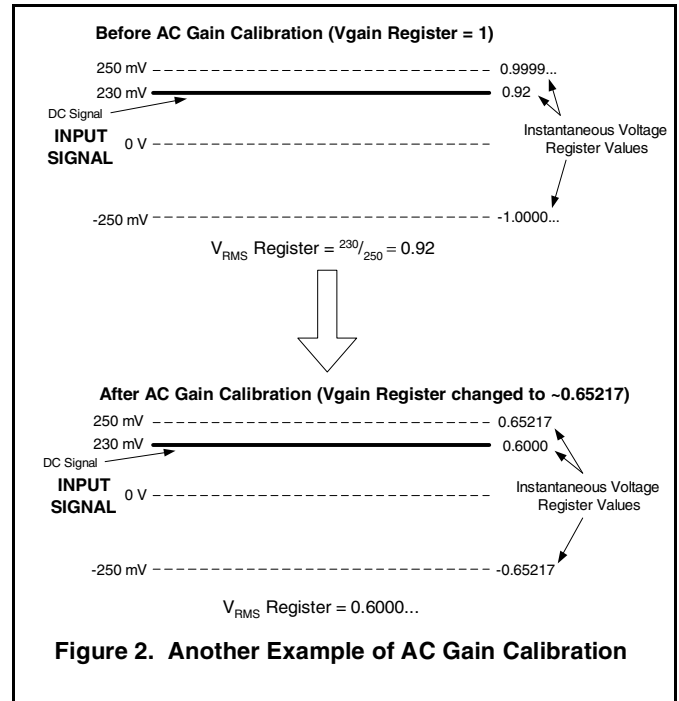 Before AC Gain Calibration (Vgain Register = 1)
250 mV
0.9999...
230 mV
0.92
DC Signal
INPUT
SIGNAL
0 V
Instantaneous Voltage
Register Values
-250 mV
-1.0000...
VRMS Register = 230/250 = 0.92
After AC Gain Calibration (Vgain Register changed to ~0.65217)
250 mV
0.65217
230 mV
0.6000
DC Signal
INPUT
SIGNAL
0 V
Instantaneous Voltage
Register Values
-250 mV
-0.65217
VRMS Register = 0.6000...
Figure 2. Another Example of AC Gain Calibration